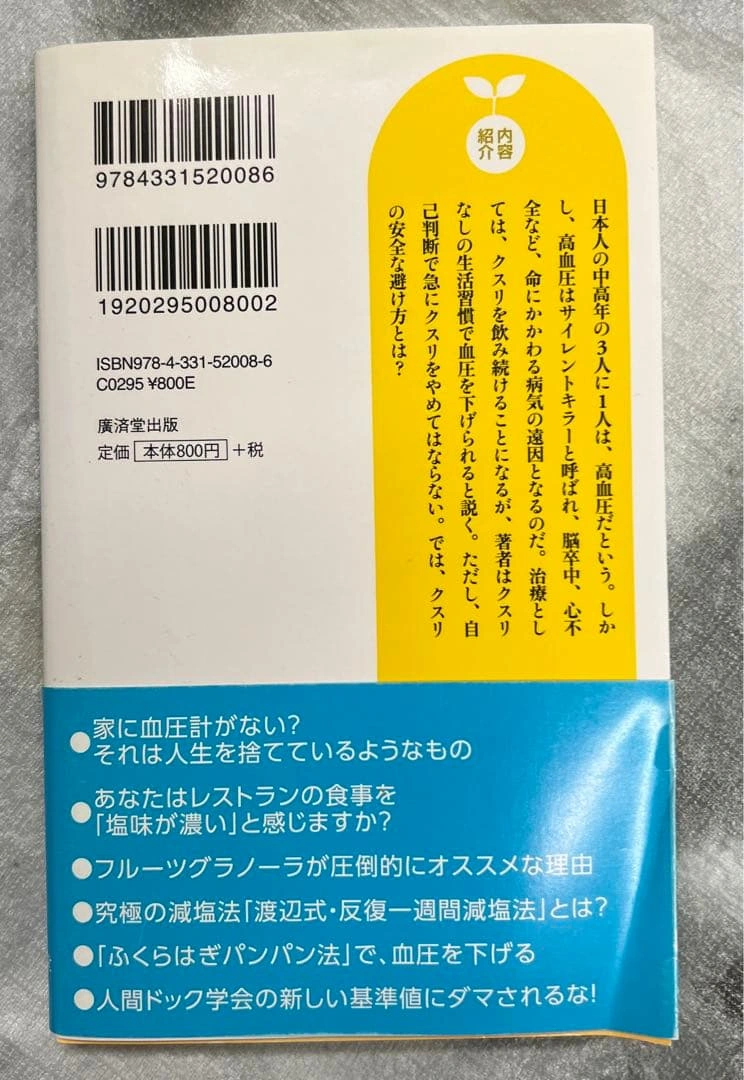 9784331520086
1920295008002
ISBN978-4-331-52008-6
C0295 ¥800E
廣済堂出版
定価 本体800円 +税
内容
紹介
日本人の中高年の3人に1人は、高血圧だという。しか
し、高血圧はサイレントキラーと呼ばれ、脳卒中、心不
全など、命にかかわる病気の遠因となるのだ。治療とし
ては、クスリを飲み続けることになるが、著者はクスリ
なしの生活習慣で血圧を下げられると説く。ただし、自
己判断で急にクスリをやめてはならない。では、クスリ
の安全な避け方とは?
●家に血圧計がない?
それは人生を捨てているようなもの
●あなたはレストランの食事を
「塩味が濃い」と感じますか?
●フルーツグラノーラが圧倒的にオススメな理由
●究極の減塩法「渡辺式・反復一週間減塩法」とは?
●「ふくらはぎパンパン法」で、血圧を下げる
●人間ドック学会の新しい基準値にダマされるな!